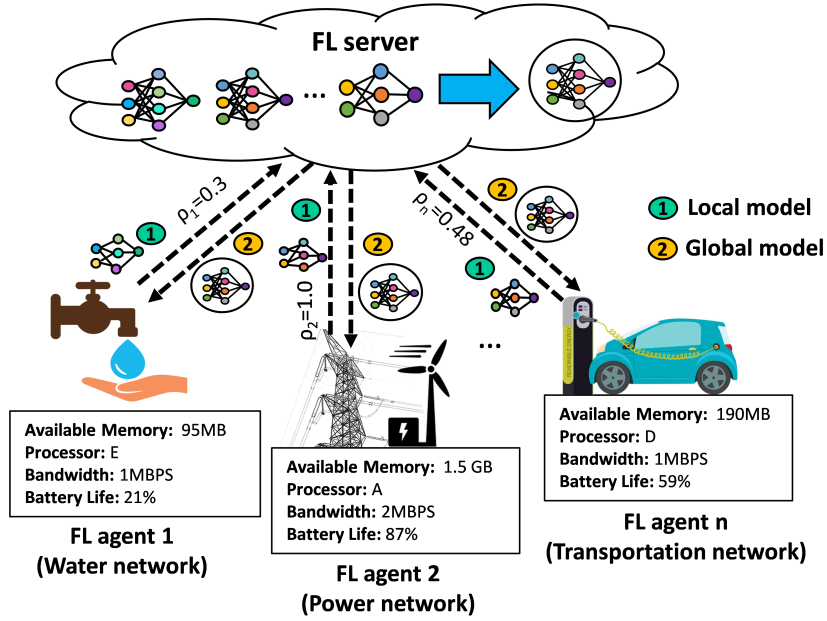 FL server
...
ρ1=0.3
1
2
1
ρ2=1.0
2
ρn=0.48
2
1
...
1 Local model
2 Global model
RENEWABLE ENERGY
Available Memory: 95MB
Processor: E
Bandwidth: 1MBPS
Battery Life: 21%
FL agent 1
(Water network)
Available Memory: 1.5 GB
Processor: A
Bandwidth: 2MBPS
Battery Life: 87%
FL agent 2
(Power network)
Available Memory: 190MB
Processor: D
Bandwidth: 1MBPS
Battery Life: 59%
FL agent n
(Transportation network)